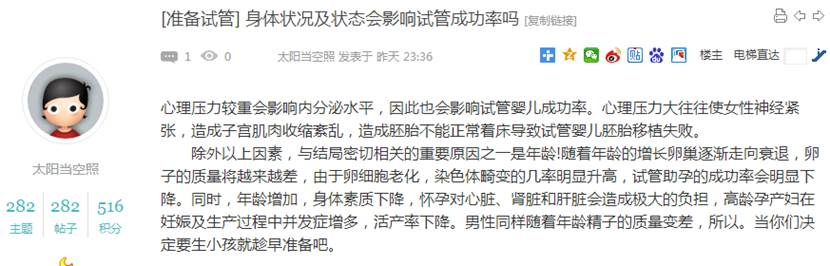 [准备试管] 身体状况及状态会影响试管成功率吗 [复制链接]
1 0 太阳当空照 发表于 昨天 23:36 贴 楼主 电梯直达
心理压力较重会影响内分泌水平，因此也会影响试管婴儿成功率。心理压力大往往使女性神经紧
张，造成子宫肌肉收缩紊乱，造成胚胎不能正常着床导致试管婴儿胚胎移植失败。
除外以上因素，与结局密切相关的重要原因之一是年龄!随着年龄的增长卵巢逐渐走向衰退，卵
子的质量将越来越差，由于卵细胞老化，染色体畸变的几率明显升高，试管助孕的成功率会明显下
降。同时，年龄增加，身体素质下降，怀孕对心脏、肾脏和肝脏会造成极大的负担，高龄孕产妇在
妊娠及生产过程中并发症增多，活产率下降。男性同样随着年龄精子的质量变差，所以。当你们决
定要生小孩就趁早准备吧。
太阳当空照
282 282 516
主题 帖子 积分